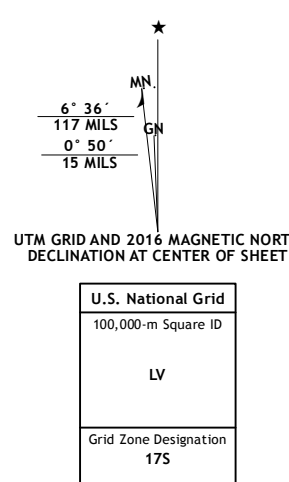 ★
MN.
6° 36´
117 MILS
GN
0° 50´
15 MILS
UTM GRID AND 2016 MAGNETIC NORT
DECLINATION AT CENTER OF SHEET
U.S. National Grid
100,000-m Square ID
LV
Grid Zone Designation
17S